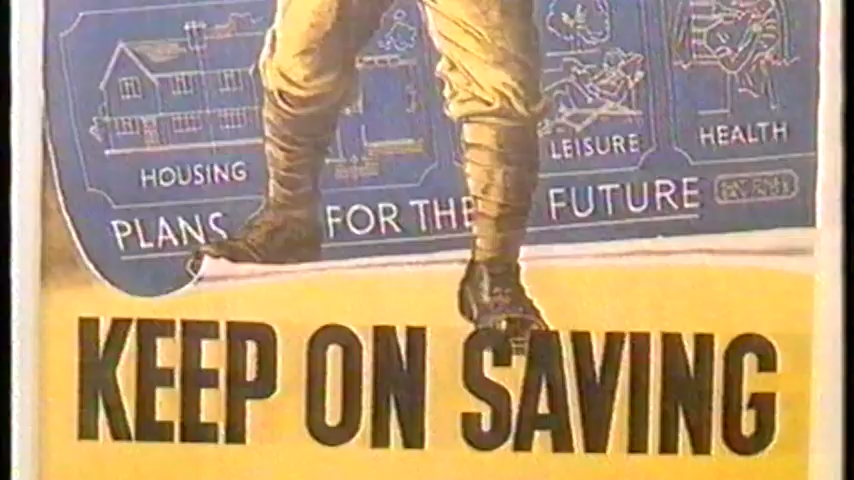 HOUSING
LEISURE
HEALTH
PLANS FOR THE FUTURE
KEEP ON SAVING